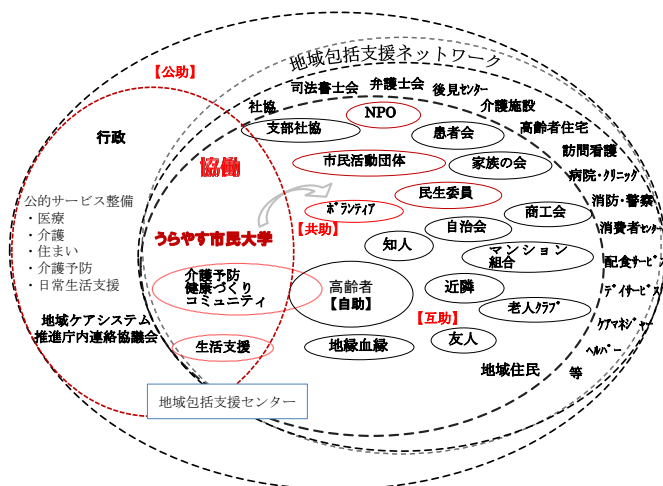 地域包括支援ネットワーク
【公助】
司法書士会
弁護士会
後見センター
社協
介護施設
行政
支部社協
NPO
患者会
高齢者住宅
協働
市民活動団体
家族の会
訪問看護
病院・クリニック
公的サービス整備
・医療
・介護
・住まい
・介護予防
・日常生活支援
民生委員
消防・警察
ボランティア
商工会
消費者センター
うらやす市民大学
【共助】
自治会
知人
マンション
組合
配食サービス
介護予防
健康づくり
コミュニティ
高齢者
【自助】
近隣
デイサービス
老人クラブ
地域ケアシステム
推進庁内連絡協議会
【互助】
ケアマネジャー
生活支援
地縁血縁
友人
ヘルパー
地域住民
等
地域包括支援センター